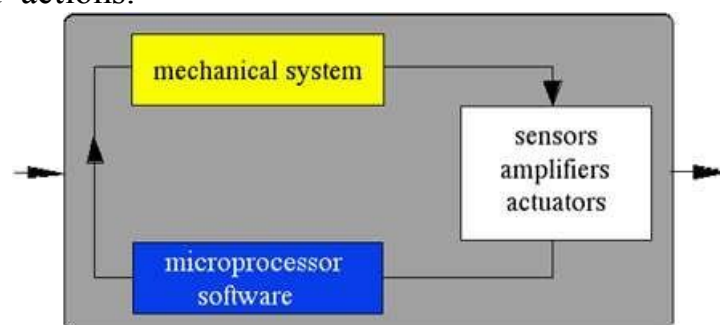 actions.
mechanical system
sensors
amplifiers
actuators
microprocessor
software